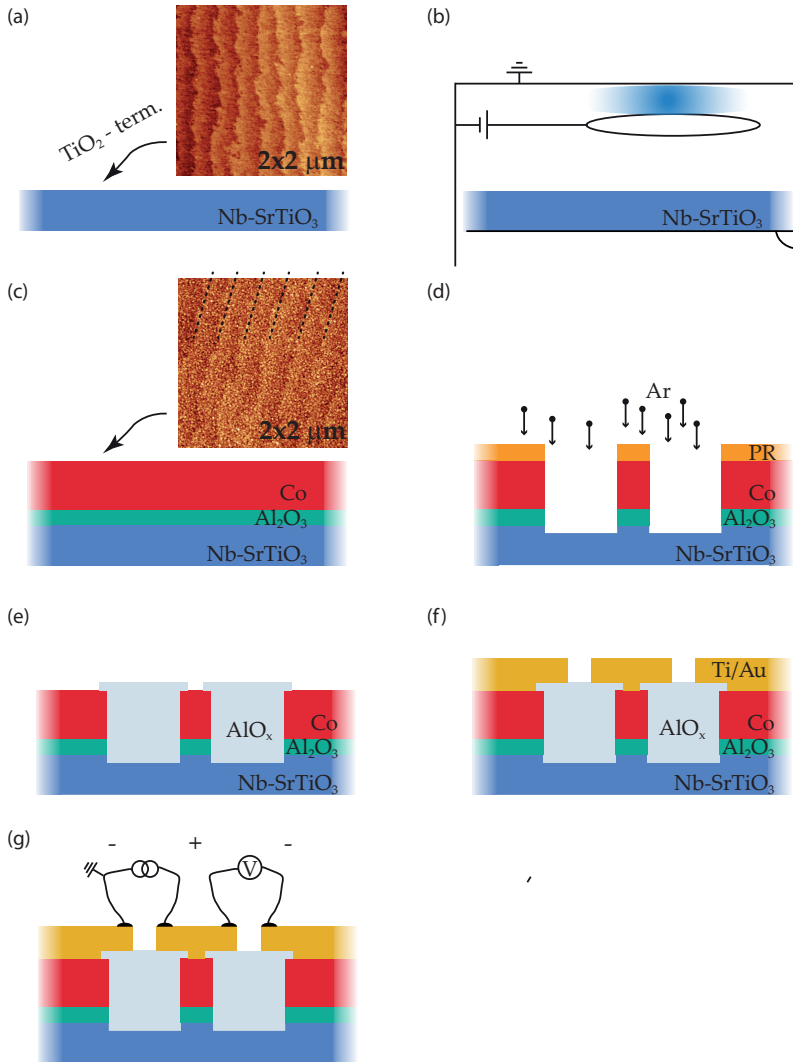 (a)
TiO₂ - term.
2x2 μm
Nb-SrTiO₃
(b)
Nb-SrTiO₃
(c)
2x2 μm
Co
Al₂O₃
Nb-SrTiO₃
(d)
Ar
PR
Co
Al₂O₃
Nb-SrTiO₃
(e)
AlOₓ
Co
Al₂O₃
Nb-SrTiO₃
(f)
Ti/Au
AlOₓ
Co
Al₂O₃
Nb-SrTiO₃
(g)
- + -
V